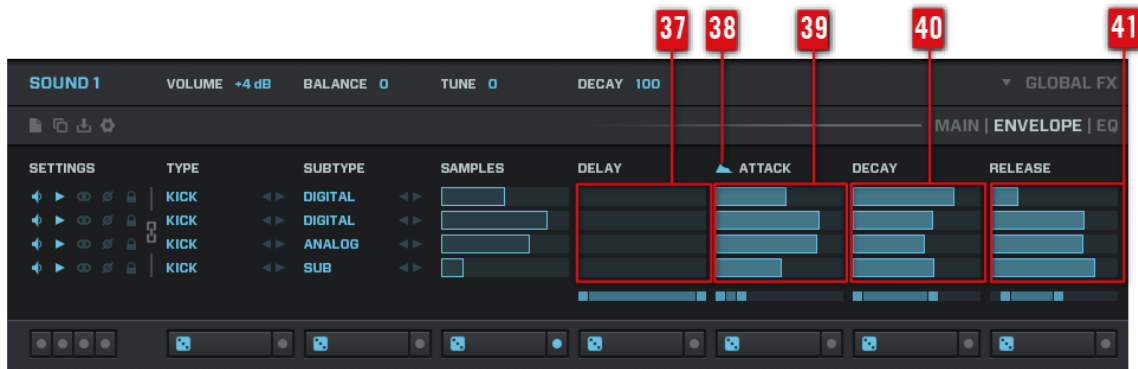 37 38 39 40 41
SOUND 1 VOLUME +4 dB BALANCE 0 TUNE 0 DECAY 100 GLOBAL FX
MAIN | ENVELOPE | EQ
SETTINGS TYPE SUBTYPE SAMPLES DELAY ATTACK DECAY RELEASE
KICK DIGITAL
KICK DIGITAL
KICK ANALOG
KICK SUB